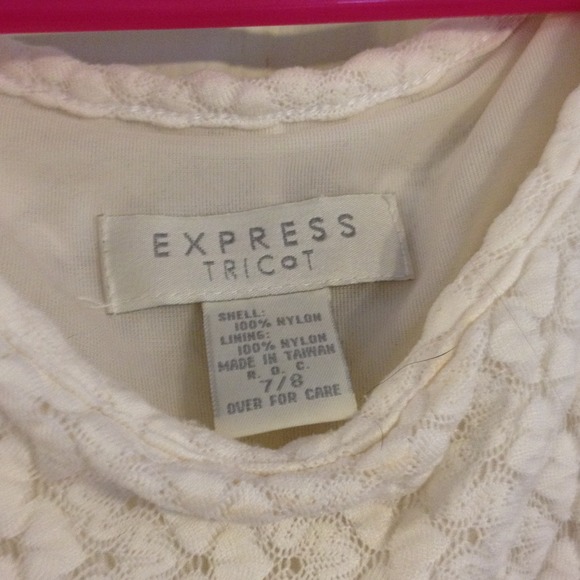 EXPRESS
TRICOT
SHELL:
100% NYLON
LINING:
100% NYLON
MADE IN TAIWAN
R. O. C.
7/8
OVER FOR CARE